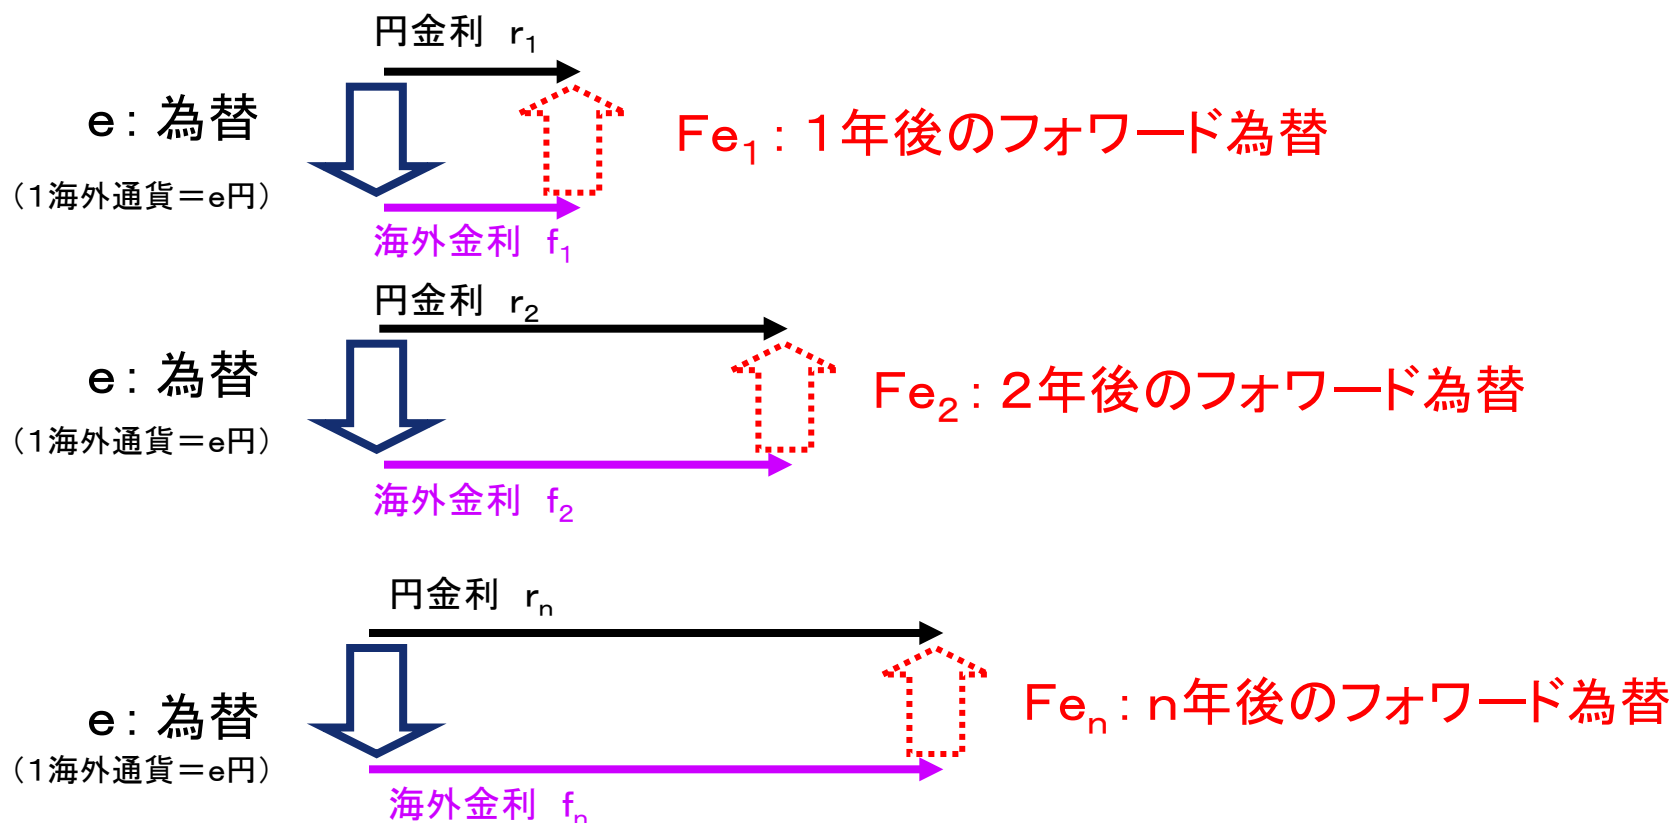 円金利 r1
e：為替
Fe1：1年後のフォワード為替
（1海外通貨＝e円）
海外金利 f1
円金利 r2
e：為替
Fe2：2年後のフォワード為替
（1海外通貨＝e円）
海外金利 f2
円金利 rn
e：為替
Fen：n年後のフォワード為替
（1海外通貨＝e円）
海外金利 fn